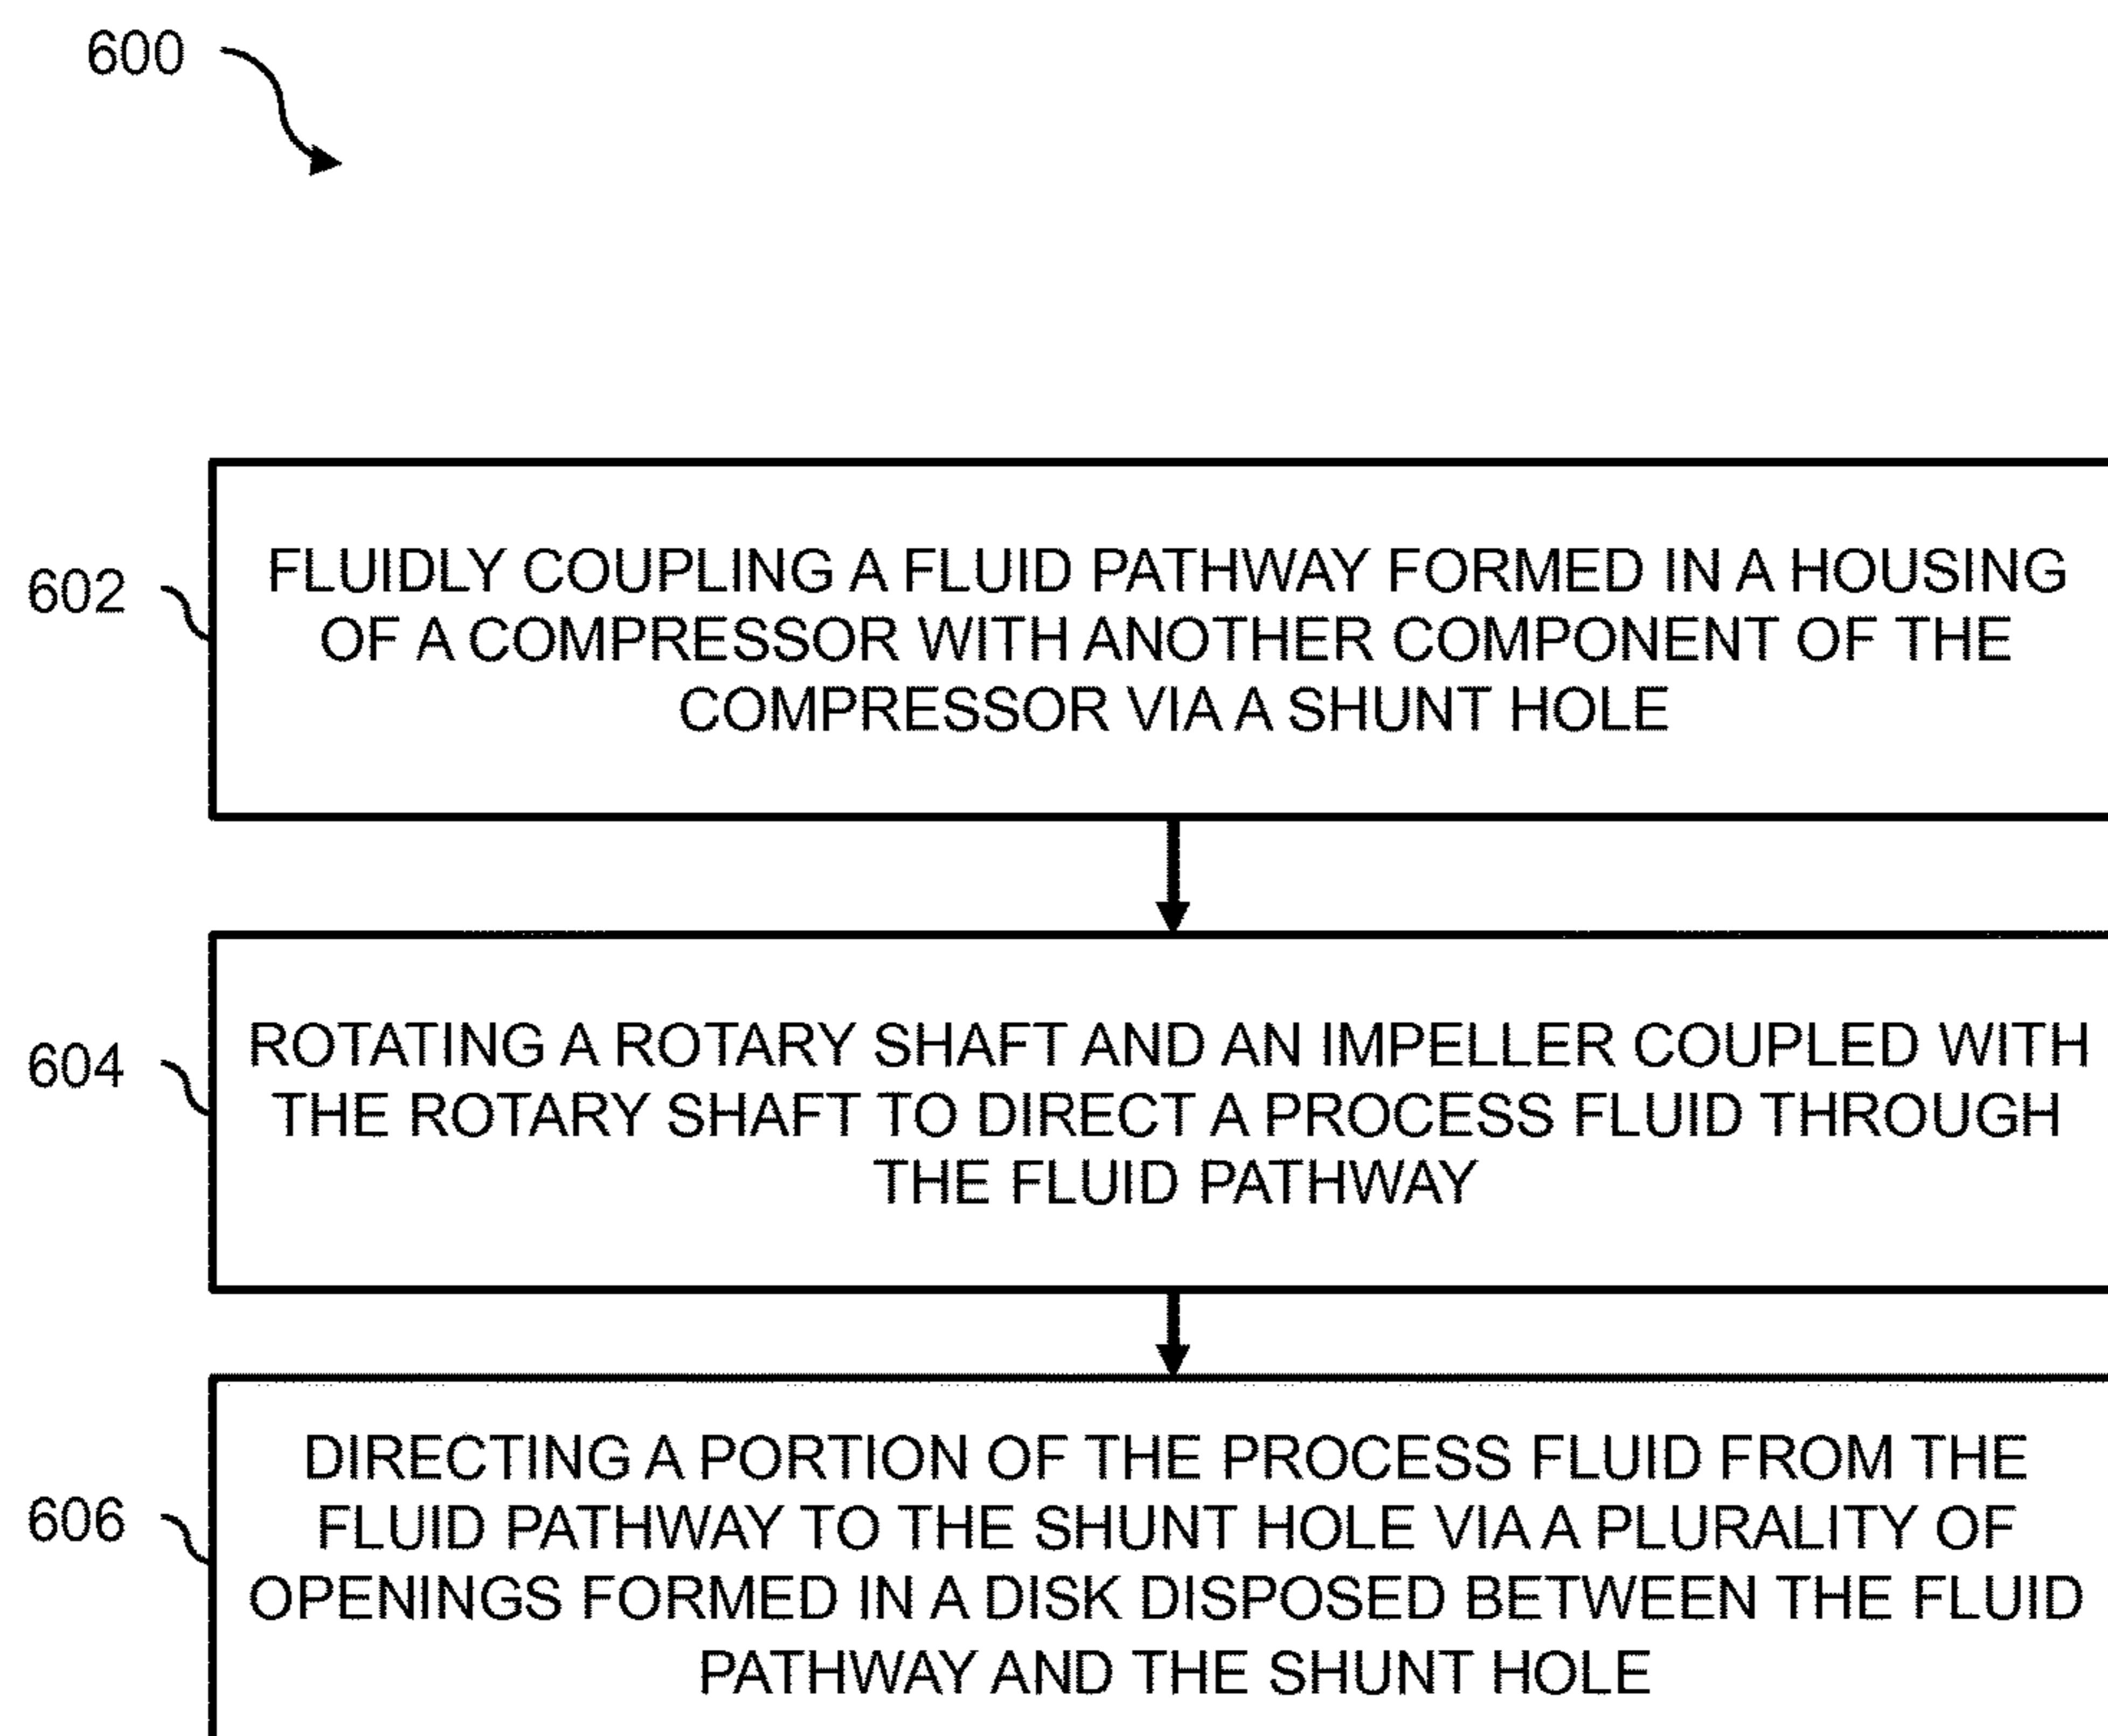 600
602
FLUIDLY COUPLING A FLUID PATHWAY FORMED IN A HOUSING
OF A COMPRESSOR WITH ANOTHER COMPONENT OF THE
COMPRESSOR VIA A SHUNT HOLE
604
ROTATING A ROTARY SHAFT AND AN IMPELLER COUPLED WITH
THE ROTARY SHAFT TO DIRECT A PROCESS FLUID THROUGH
THE FLUID PATHWAY
606
DIRECTING A PORTION OF THE PROCESS FLUID FROM THE
FLUID PATHWAY TO THE SHUNT HOLE VIA A PLURALITY OF
OPENINGS FORMED IN A DISK DISPOSED BETWEEN THE FLUID
PATHWAY AND THE SHUNT HOLE